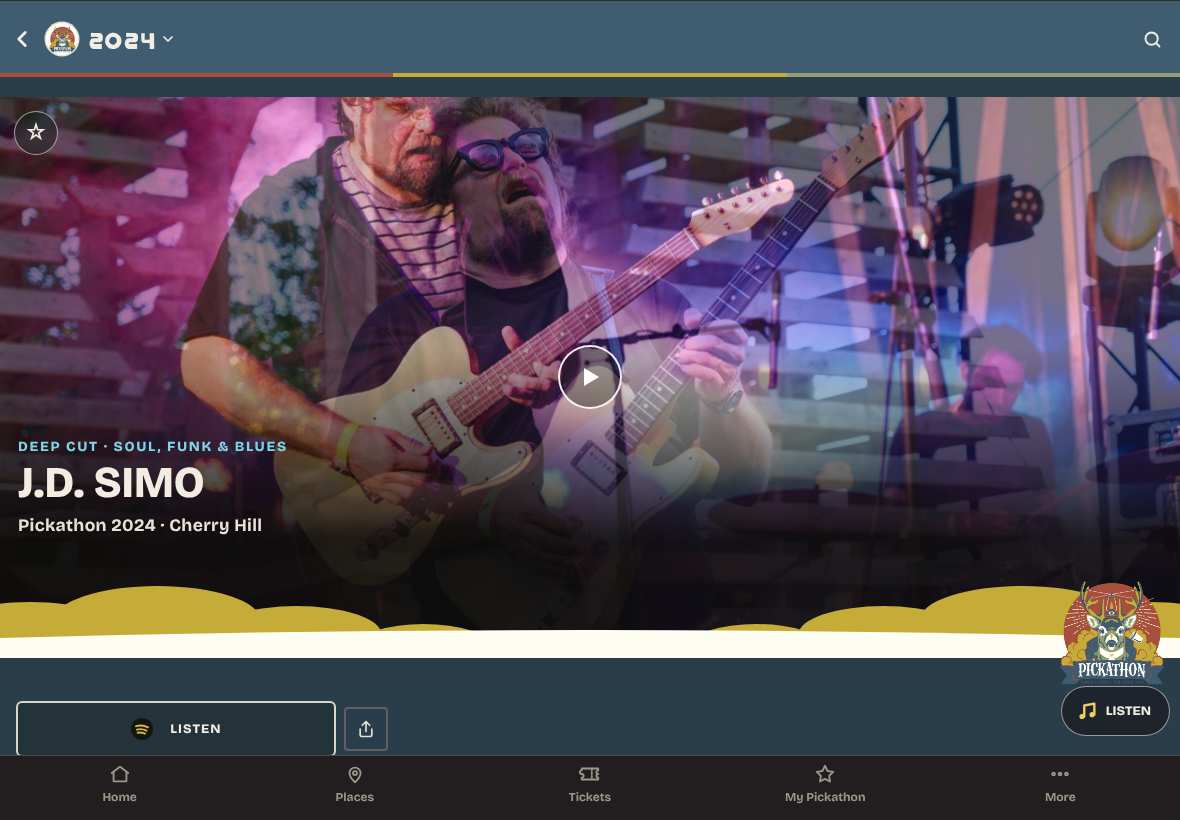 2024
DEEP CUT · SOUL, FUNK & BLUES
J.D. SIMO
Pickathon 2024 · Cherry Hill
PICKATHON
LISTEN
LISTEN
Home
Places
Tickets
My Pickathon
More